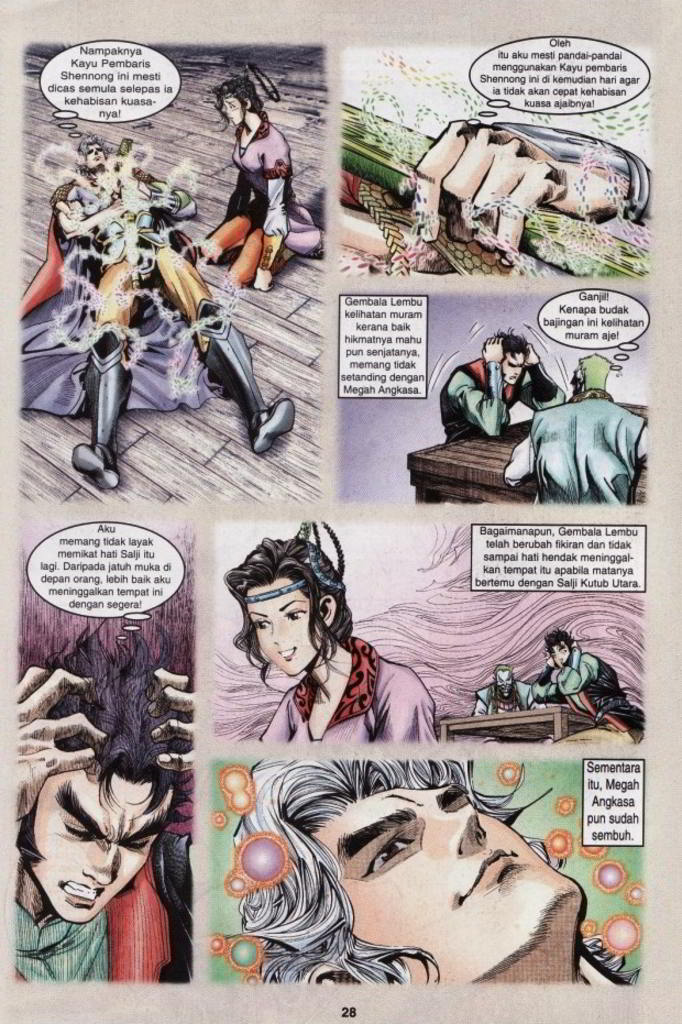 Nampaknya
Kayu Pembaris
Shennong ini mesti
dicas semula selepas ia
kehabisan kuasa-
nya!
Oleh
itu aku mesti pandai-pandai
menggunakan Kayu pembaris
Shennong ini di kemudian hari agar
ia tidak akan cepat kehabisan
kuasa ajaibnya!
Gembala Lembu
kelihatan muram
kerana baik
hikmatnya mahu
pun senjatanya,
memang tidak
setanding dengan
Megah Angkasa.
Ganjil!
Kenapa budak
bajingan ini kelihatan
muram aje!
Aku
memang tidak layak
memikat hati Salji itu
lagi. Daripada jatuh muka di
depan orang, lebih baik aku
meninggalkan tempat ini
dengan segera!
Bagaimanapun, Gembala Lembu
telah berubah fikiran dan tidak
sampai hati hendak meninggal-
kan tempat itu apabila matanya
bertemu dengan Salji Kutub Utara.
Sementara
itu, Megah
Angkasa
pun sudah
sembuh.
28